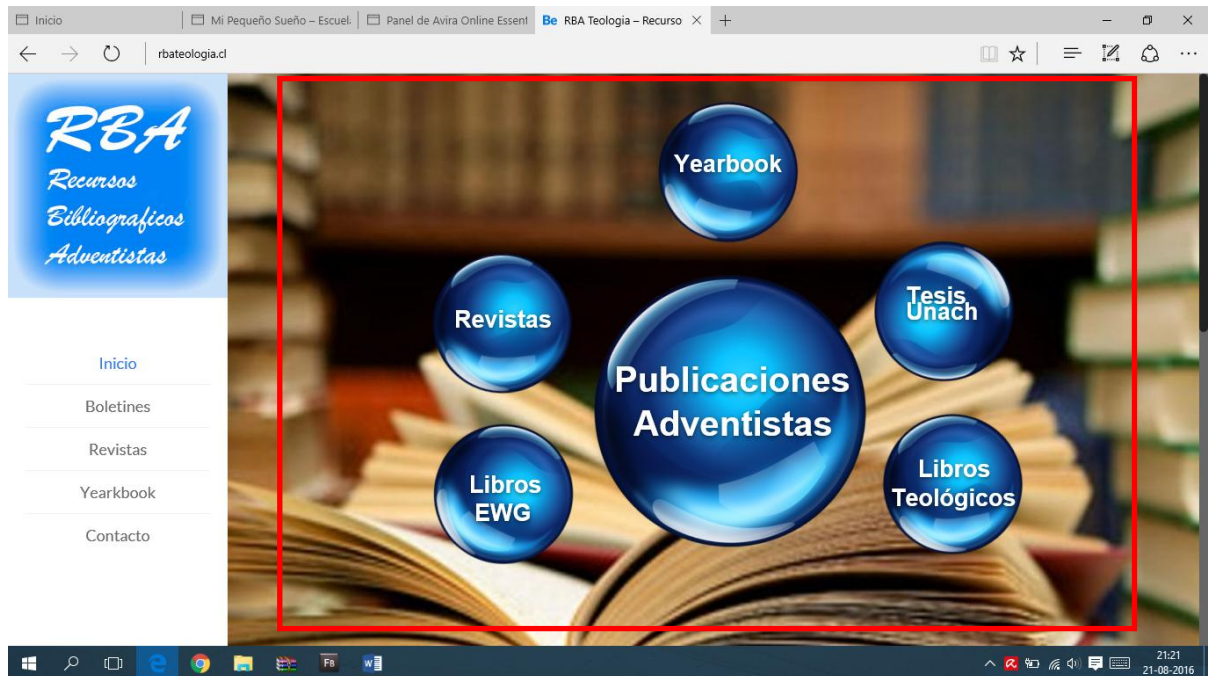 Inicio
Mi Pequeño Sueño – Escuel
Panel de Avira Online Essent
Be RBA Teologia – Recurso
rbateologia.cl
RBA
Recursos
Bibliograficos
Adventistas
Inicio
Boletines
Revistas
Yearkbook
Contacto
Yearbook
Revistas
Tesis
Unach
Publicaciones
Adventistas
Libros
EWG
Libros
Teológicos
FB
W
21:21
21-08-2016